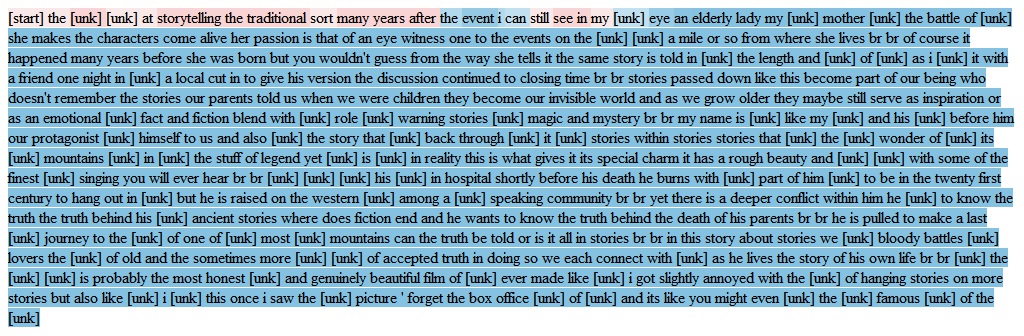 [start] the [unk] [unk] at storytelling the traditional sort many years after the event i can still see in my [unk] eye an elderly lady my [unk] mother [unk] the battle of [unk]
she makes the characters come alive her passion is that of an eye witness one to the events on the [unk] [unk] a mile or so from where she lives br br of course it
happened many years before she was born but you wouldn't guess from the way she tells it the same story is told in [unk] the length and [unk] of [unk] as i [unk] it with
a friend one night in [unk] a local cut in to give his version the discussion continued to closing time br br stories passed down like this become part of our being who
doesn't remember the stories our parents told us when we were children they become our invisible world and as we grow older they maybe still serve as inspiration or
as an emotional [unk] fact and fiction blend with [unk] role [unk] warning stories [unk] magic and mystery br br my name is [unk] like my [unk] and his [unk] before him
our protagonist [unk] himself to us and also [unk] the story that [unk] back through [unk] it [unk] stories within stories stories that [unk] the [unk] wonder of [unk] its
[unk] mountains [unk] in [unk] the stuff of legend yet [unk] is [unk] in reality this is what gives it its special charm it has a rough beauty and [unk] [unk] with some of the
finest [unk] singing you will ever hear br br [unk] [unk] [unk] his [unk] in hospital shortly before his death he burns with [unk] part of him [unk] to be in the twenty first
century to hang out in [unk] but he is raised on the western [unk] among a [unk] speaking community br br yet there is a deeper conflict within him he [unk] to know the
truth the truth behind his [unk] ancient stories where does fiction end and he wants to know the truth behind the death of his parents br br he is pulled to make a last
[unk] journey to the [unk] of one of [unk] most [unk] mountains can the truth be told or is it all in stories br br in this story about stories we [unk] bloody battles [unk]
lovers the [unk] of old and the sometimes more [unk] [unk] of accepted truth in doing so we each connect with [unk] as he lives the story of his own life br br [unk] the
[unk] [unk] is probably the most honest [unk] and genuinely beautiful film of [unk] ever made like [unk] i got slightly annoyed with the [unk] of hanging stories on more
stories but also like [unk] i [unk] this once i saw the [unk] picture ' forget the box office [unk] of [unk] and its like you might even [unk] the [unk] famous [unk] of the
[unk]